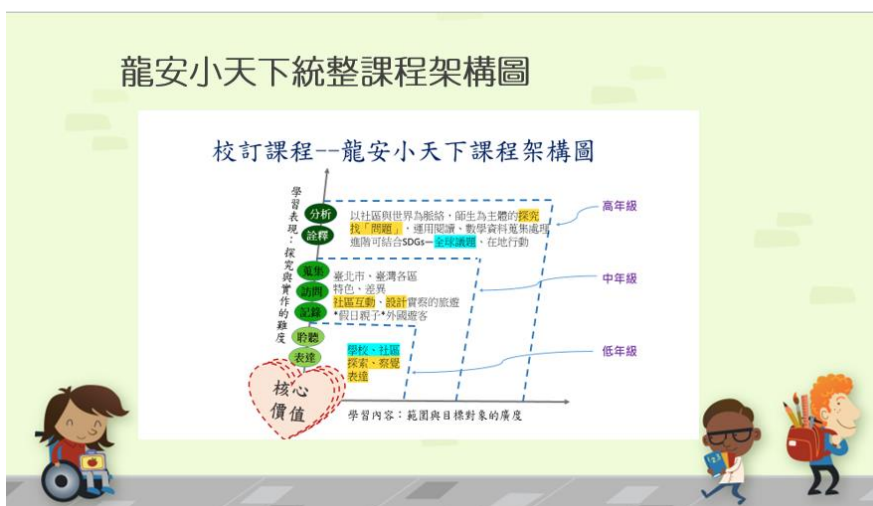 龍安小天下統整課程架構圖
校訂課程--龍安小天下課程架構圖
學習表現：探究與實作的難度
分析
詮釋
以社區與世界為脈絡，師生為主體的探究
找「問題」，運用閱讀、數學資料蒐集處理
進階可結合SDGs—全球議題，在地行動
高年級
蒐集
訪問
記錄
臺北市、臺灣各區
特色、差異
社區互動、設計實察的旅遊
*假日親子*外國遊客
中年級
聆聽
表達
學校、社區
探索、察覺
表達
低年級
核心
價值
學習內容：範圍與目標對象的廣度